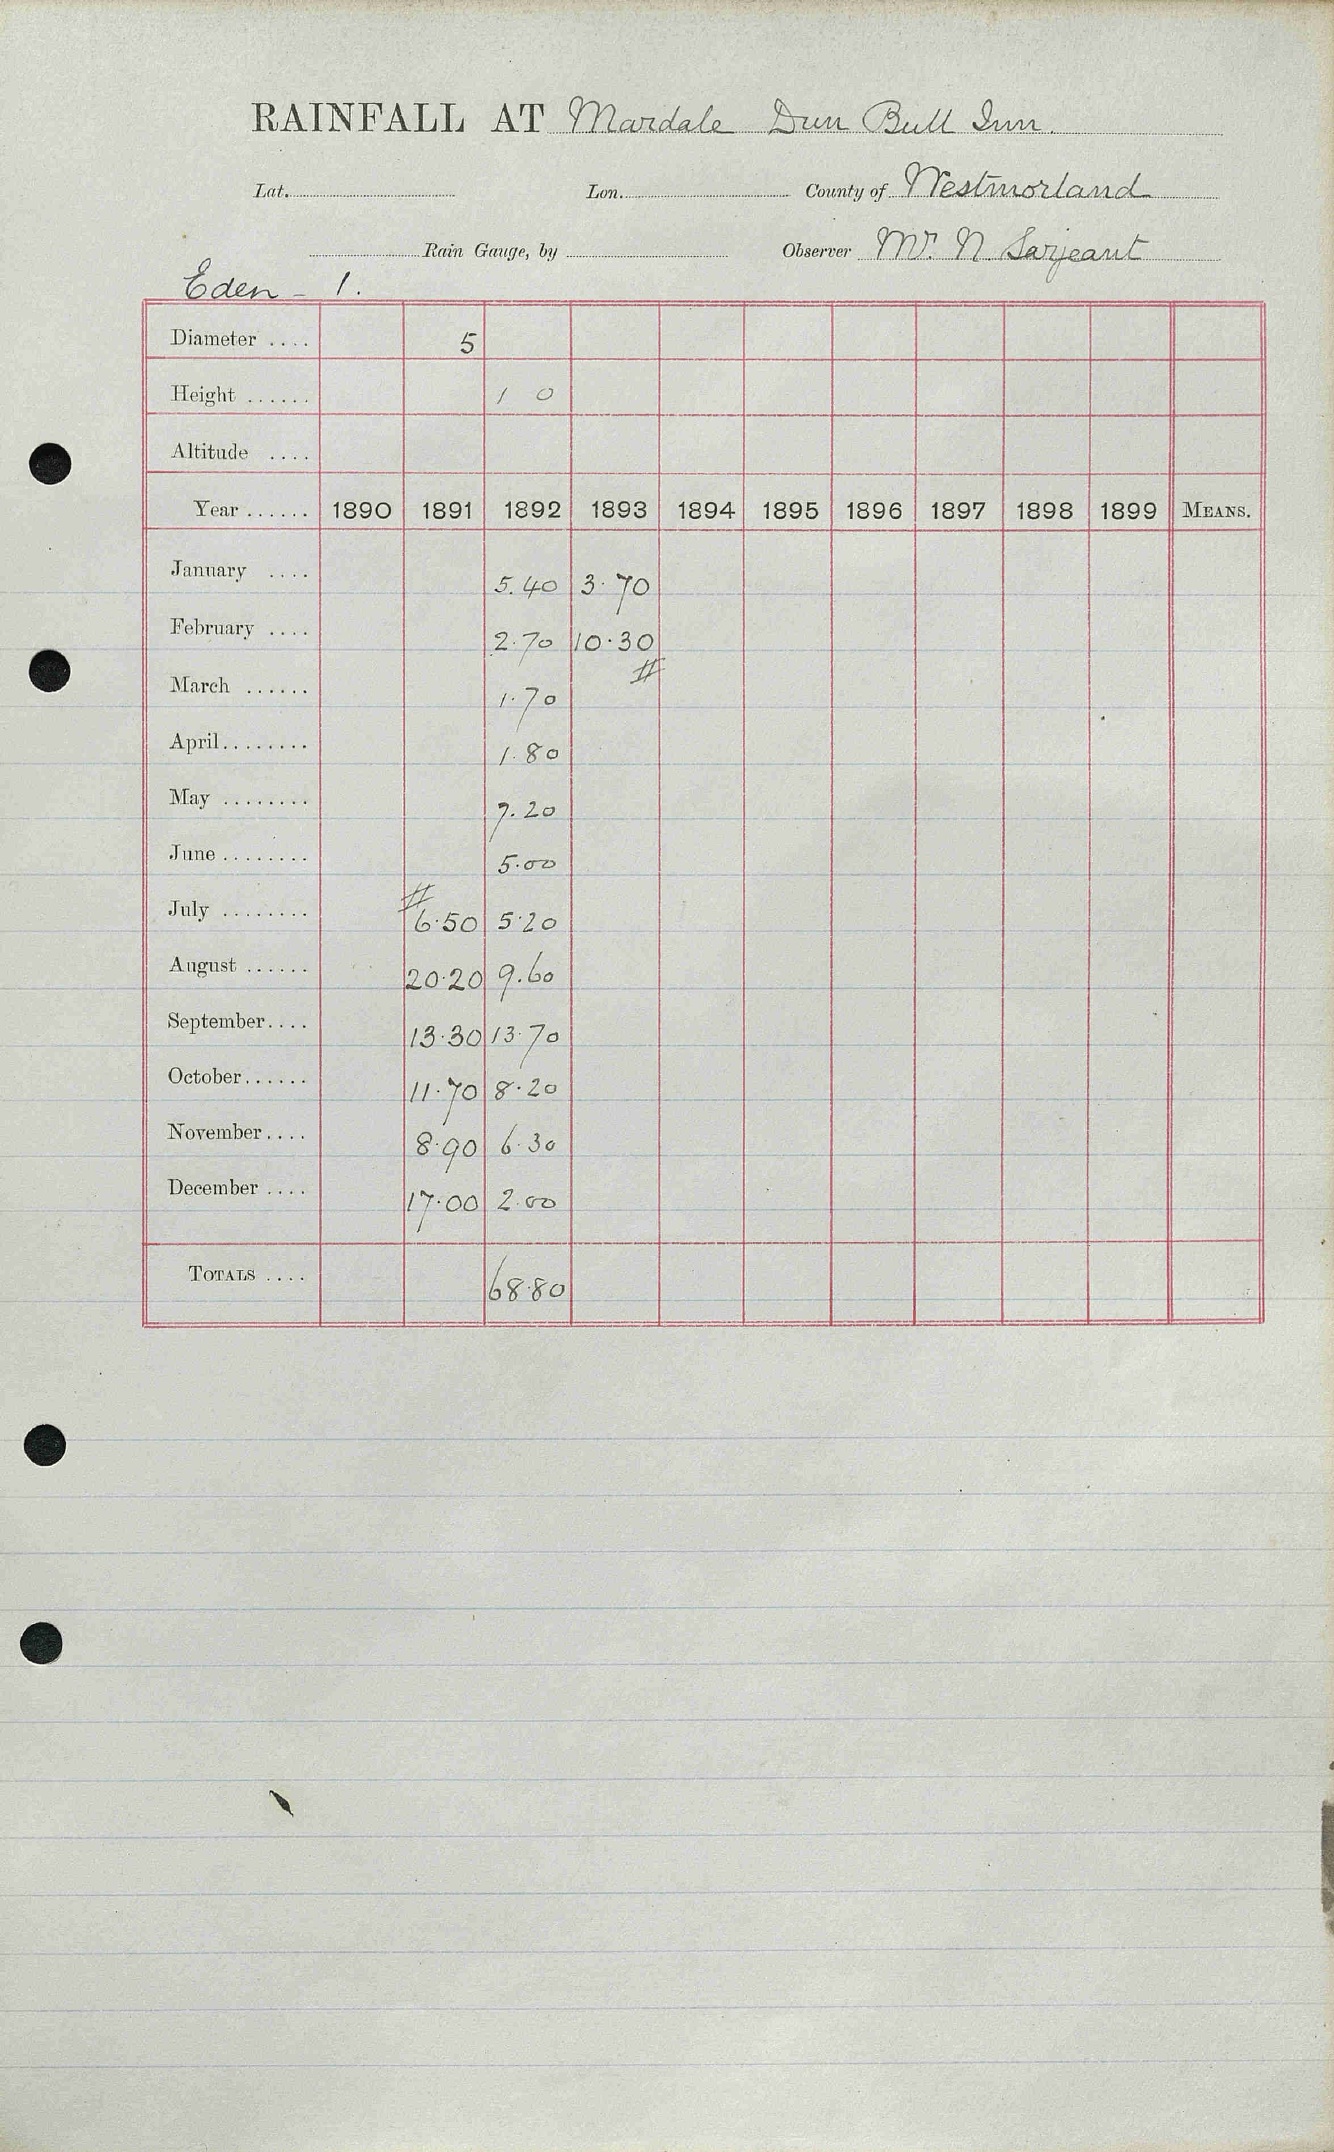 RAINFALL AT Mardale Dun Bull Inn.
Lat. Lon. County of Westmorland
Rain Gauge, by Observer Mr. N. Sarjeant
Eden - 1.
Diameter .... 5
Height ...... 1 0
Altitude ....
Year ...... 1890 1891 1892 1893 1894 1895 1896 1897 1898 1899 MEANS.
January .... 5.40 3.70
February .... 2.70 10.30
March ...... 1.70 #
April........ 1.80
May ........ 7.20
June ........ 5.00
July ........ # 6.50 5.20
August ...... 20.20 9.60
September.... 13.30 13.70
October...... 11.70 8.20
November.... 8.90 6.30
December .... 17.00 2.00
TOTALS .... 68.80